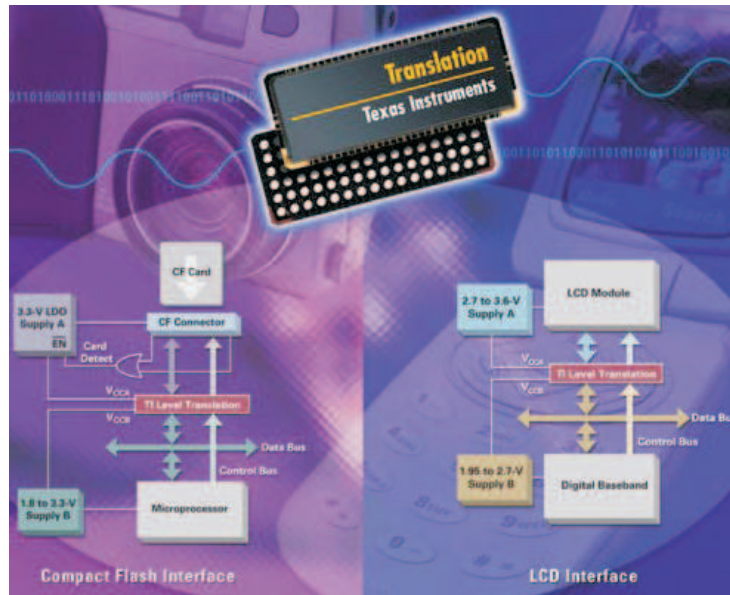 Translation
Texas Instruments
CF Card
3.3-V LDO
Supply A
EN
CF Connector
Card
Detect
VCCA
TI Level Translation
VCCB
Data Bus
Control Bus
1.8 to 3.3-V
Supply B
Microprocessor
Compact Flash Interface
2.7 to 3.6-V
Supply A
LCD Module
VCCA
TI Level Translation
VCCB
Data Bus
Control Bus
1.95 to 2.7-V
Supply B
Digital Baseband
LCD Interface